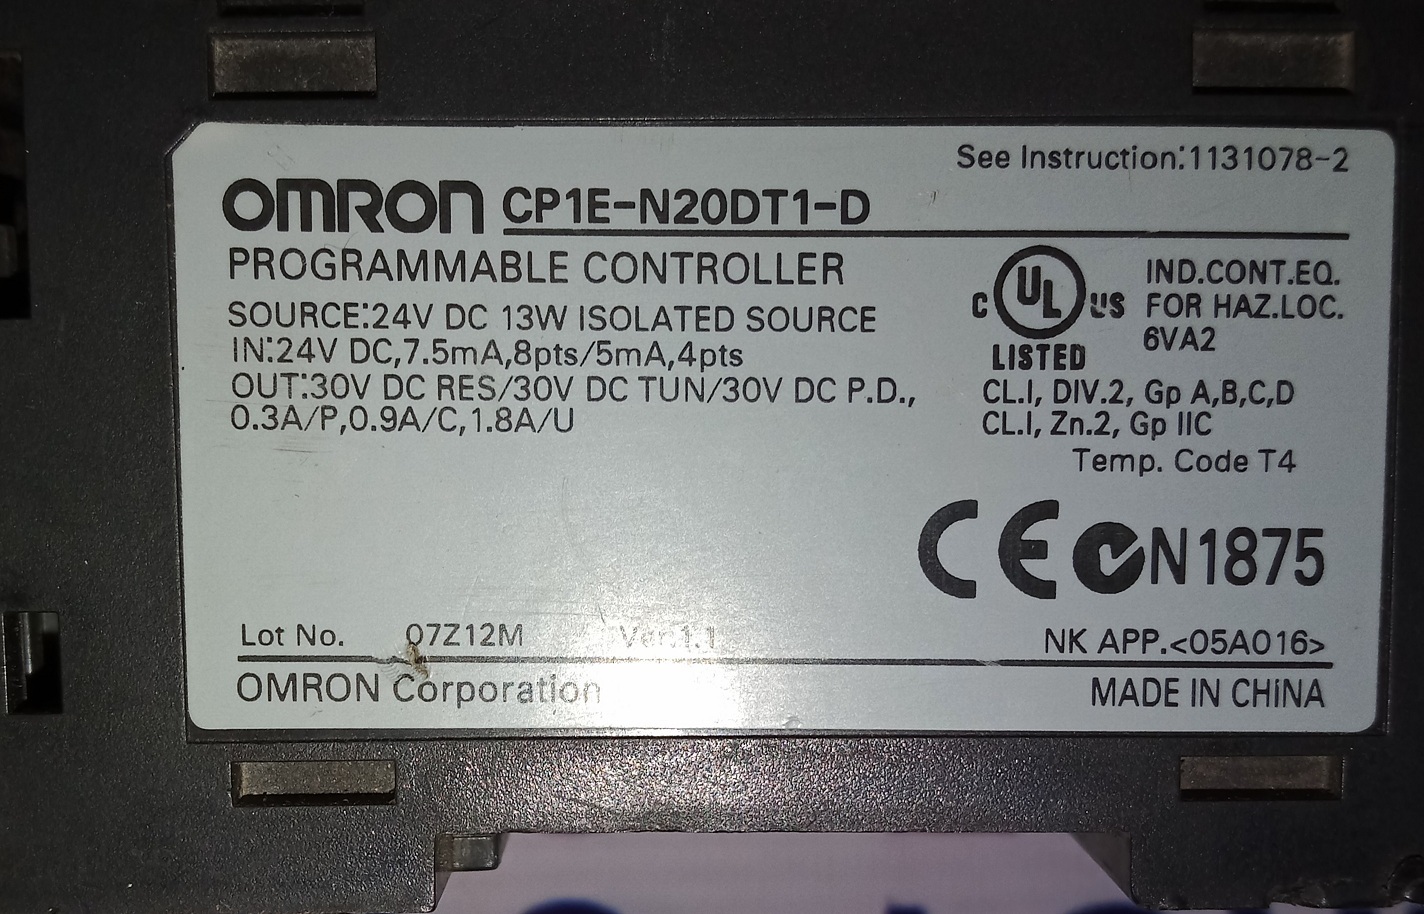 See Instruction:1131078-2
OMRON CP1E-N20DT1-D
PROGRAMMABLE CONTROLLER
SOURCE:24V DC 13W ISOLATED SOURCE
IN:24V DC,7.5mA,8pts/5mA,4pts
OUT:30V DC RES/30V DC TUN/30V DC P.D.,
0.3A/P,0.9A/C,1.8A/U
C UL US
LISTED
IND.CONT.EQ.
FOR HAZ.LOC.
6VA2
CL.I, DIV.2, Gp A,B,C,D
CL.I, Zn.2, Gp IIC
Temp. Code T4
CE N1875
Lot No. 07Z12M Ver.1.1
NK APP.<05A016>
OMRON Corporation
MADE IN CHINA